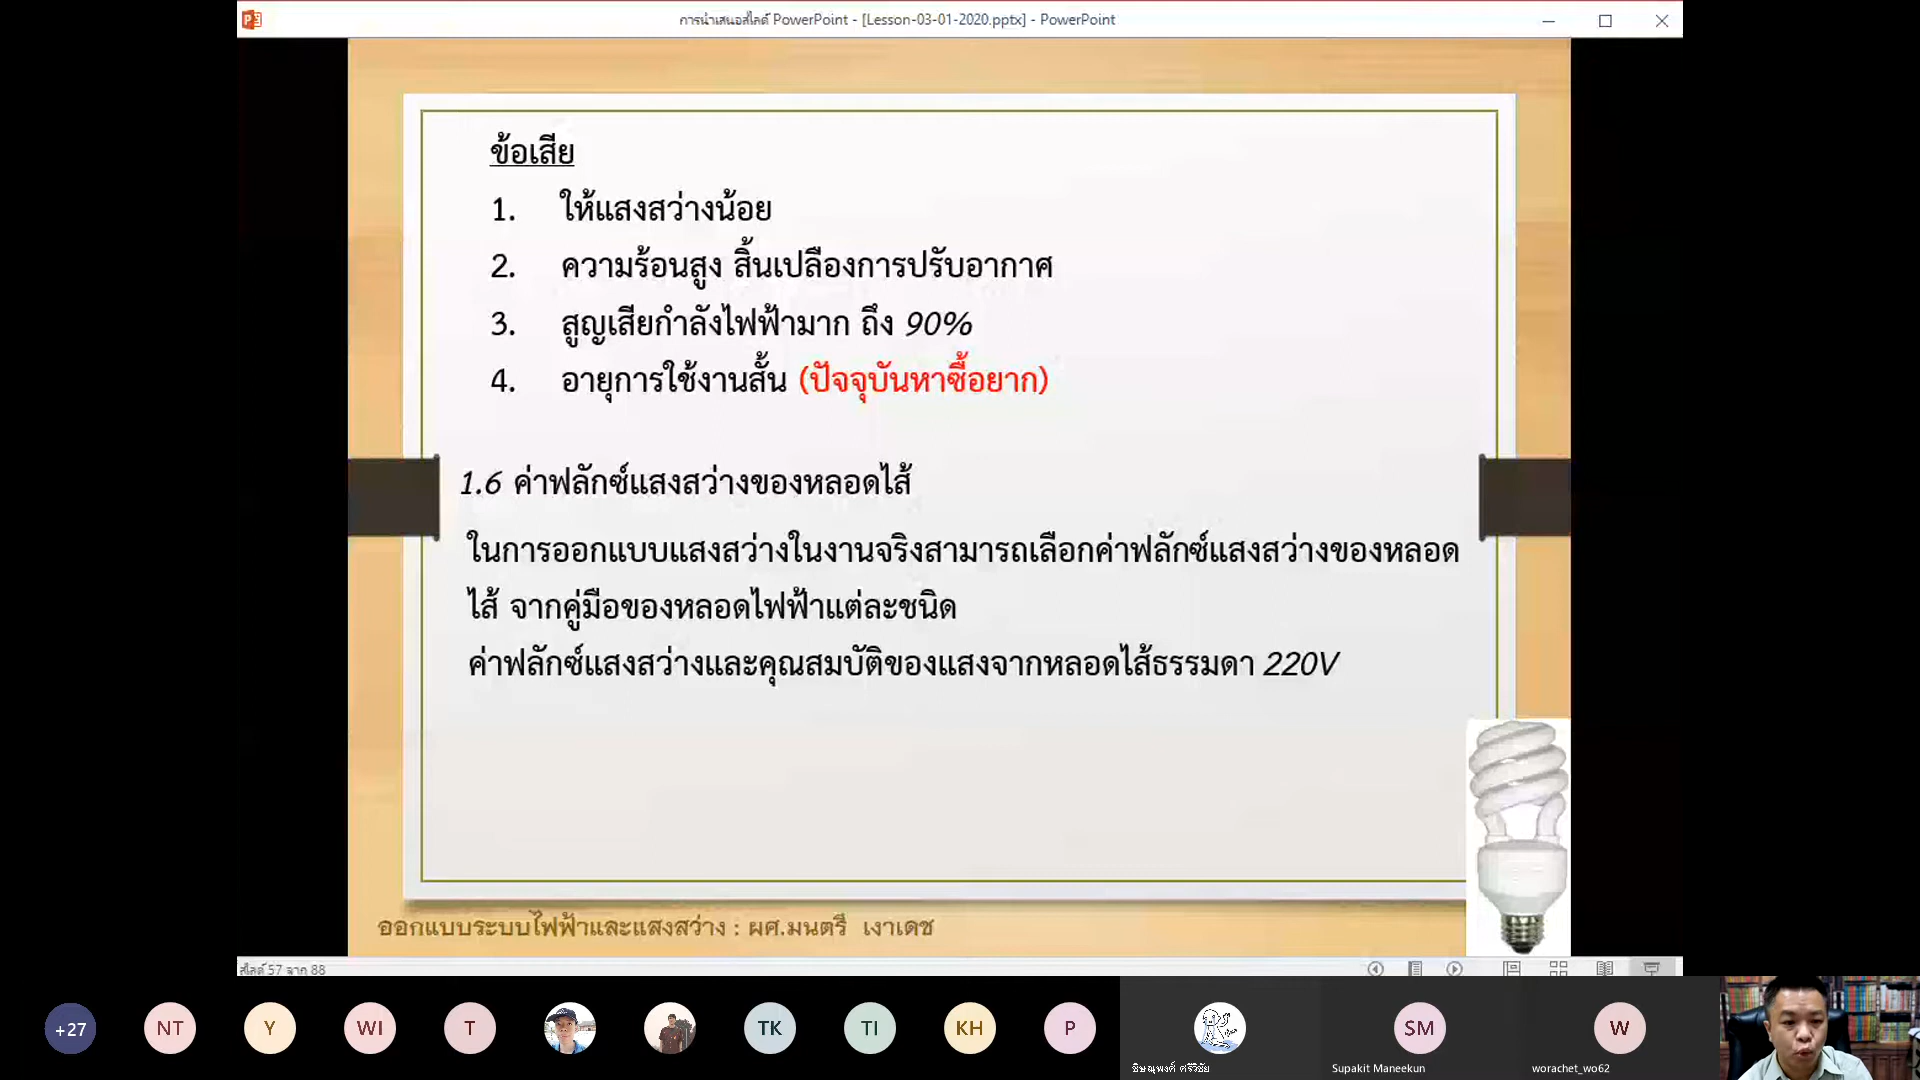 การนำเสนอสไลด์ PowerPoint - [Lesson-03-01-2020.pptx] - PowerPoint
ข้อเสีย
1. ให้แสงสว่างน้อย
2. ความร้อนสูง สิ้นเปลืองการปรับอากาศ
3. สูญเสียกำลังไฟฟ้ามาก ถึง 90%
4. อายุการใช้งานสั้น (ปัจจุบันหาซื้อยาก)
1.6 ค่าฟลักซ์แสงสว่างของหลอดไส้
ในการออกแบบแสงสว่างในงานจริงสามารถเลือกค่าฟลักซ์แสงสว่างของหลอด
ไส้ จากคู่มือของหลอดไฟฟ้าแต่ละชนิด
ค่าฟลักซ์แสงสว่างและคุณสมบัติของแสงจากหลอดไส้ธรรมดา 220V
ออกแบบระบบไฟฟ้าและแสงสว่าง : ผศ.มนตรี เงาเดช
สไลด์ 57 จาก 88
+27 NT Y WI T TK TI KH P SM W
ชิษณุพงศ์ ศรีวิชัย Supakit Maneekun worachet_wo62